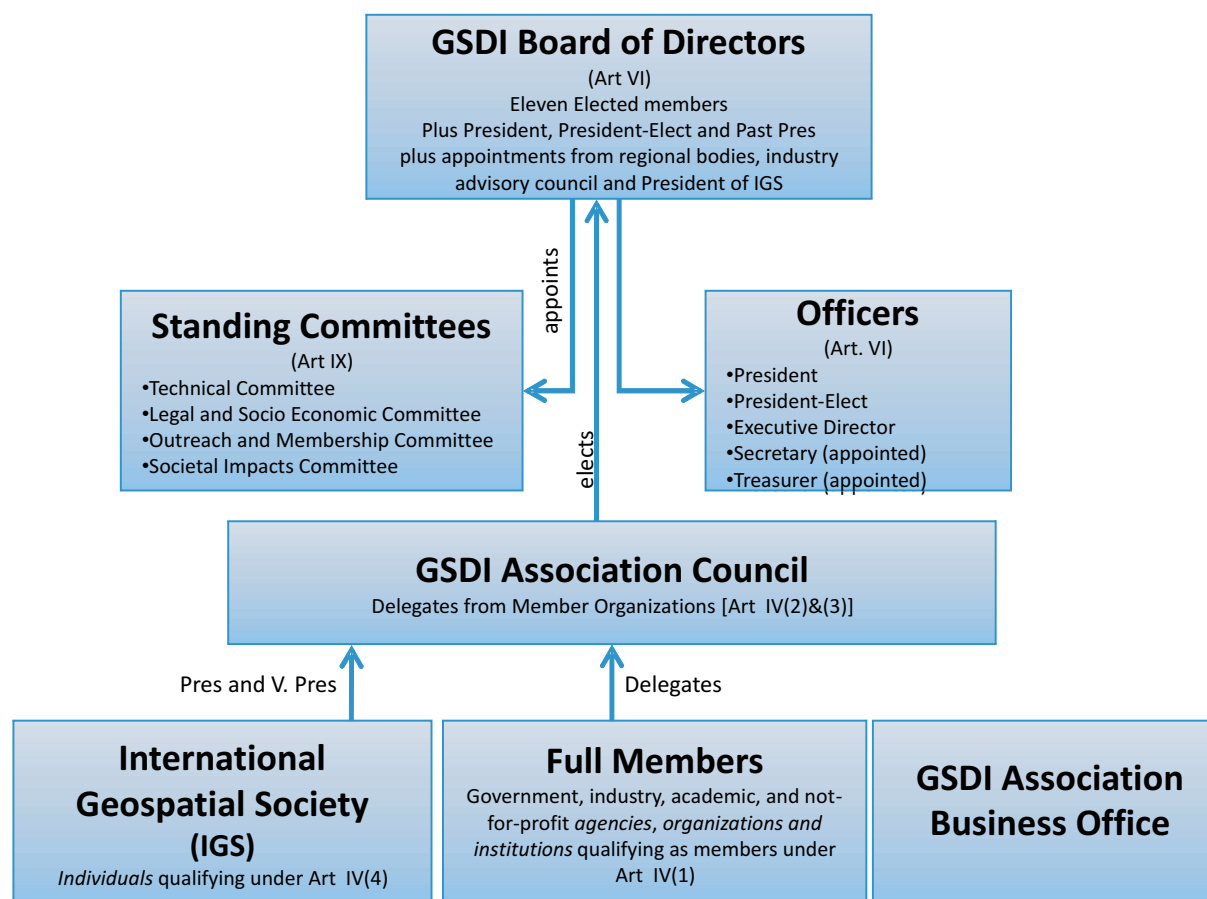 GSDI Board of Directors
(Art VI)
Eleven Elected members
Plus President, President-Elect and Past Pres
plus appointments from regional bodies, industry
advisory council and President of IGS
appoints
elects
Standing Committees
(Art IX)
•Technical Committee
•Legal and Socio Economic Committee
•Outreach and Membership Committee
•Societal Impacts Committee
Officers
(Art. VI)
•President
•President-Elect
•Executive Director
•Secretary (appointed)
•Treasurer (appointed)
GSDI Association Council
Delegates from Member Organizations [Art IV(2)&(3)]
Pres and V. Pres
Delegates
International
Geospatial Society
(IGS)
Individuals qualifying under Art IV(4)
Full Members
Government, industry, academic, and not-
for-profit agencies, organizations and
institutions qualifying as members under
Art IV(1)
GSDI Association
Business Office